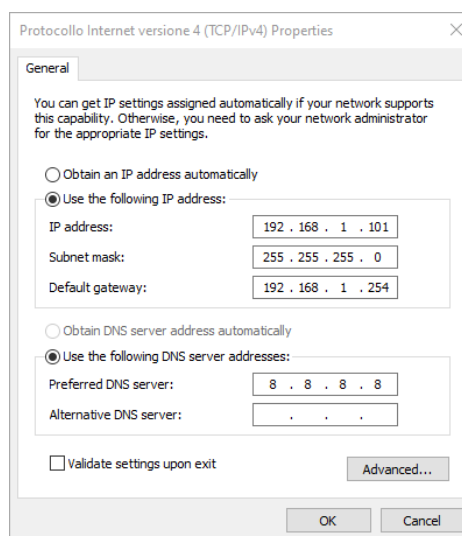 Protocollo Internet versione 4 (TCP/IPv4) Properties
General
You can get IP settings assigned automatically if your network supports
this capability. Otherwise, you need to ask your network administrator
for the appropriate IP settings.
Obtain an IP address automatically
Use the following IP address:
IP address: 192 . 168 . 1 . 101
Subnet mask: 255 . 255 . 255 . 0
Default gateway: 192 . 168 . 1 . 254
Obtain DNS server address automatically
Use the following DNS server addresses:
Preferred DNS server: 8 . 8 . 8 . 8
Alternative DNS server: . . .
Validate settings upon exit
Advanced...
OK Cancel